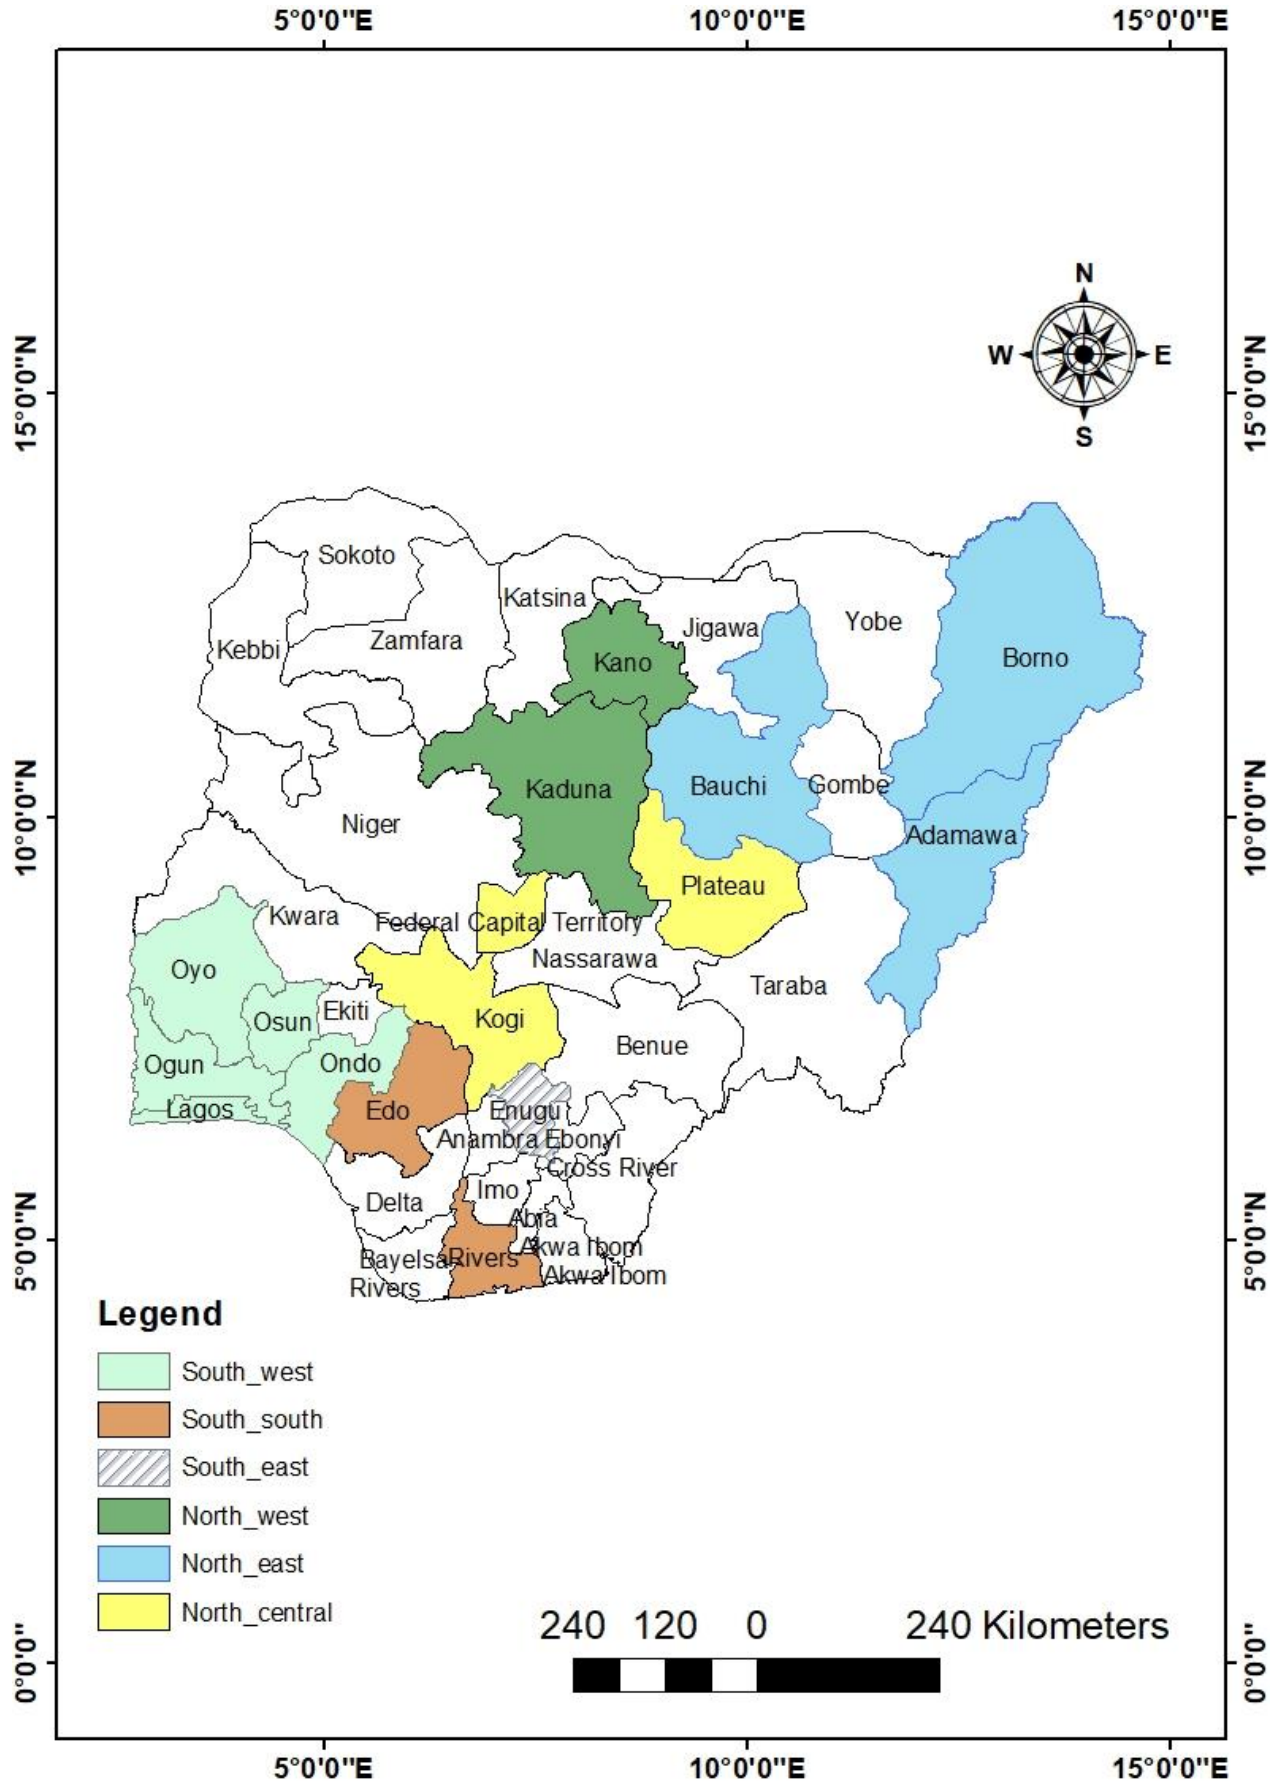 5°0'0"E 10°0'0"E 15°0'0"E
N
W E
S
15°0'0"N 15°0'0"N
Sokoto
Katsina
Yobe
Jigawa
Zamfara
Kebbi
Borno
Kano
10°0'0"N 10°0'0"N
Bauchi Gombe
Kaduna
Niger
Adamawa
Plateau
Kwara
Federal Capital Territory
Nassarawa
Oyo
Taraba
Ekiti
Osun
Kogi
Benue
Ogun
Ondo
Lagos
Edo
Enugu
Anambra Ebonyi
Cross River
Imo
Delta
Abia
5°0'0"N 5°0'0"N
Akwa Ibom
Bayelsa Rivers
Akwa Ibom
Rivers
Legend
South_west
South_south
South_east
North_west
North_east
North_central
240 120 0 240 Kilometers
0°0'0" 0°0'0"
5°0'0"E 10°0'0"E 15°0'0"E